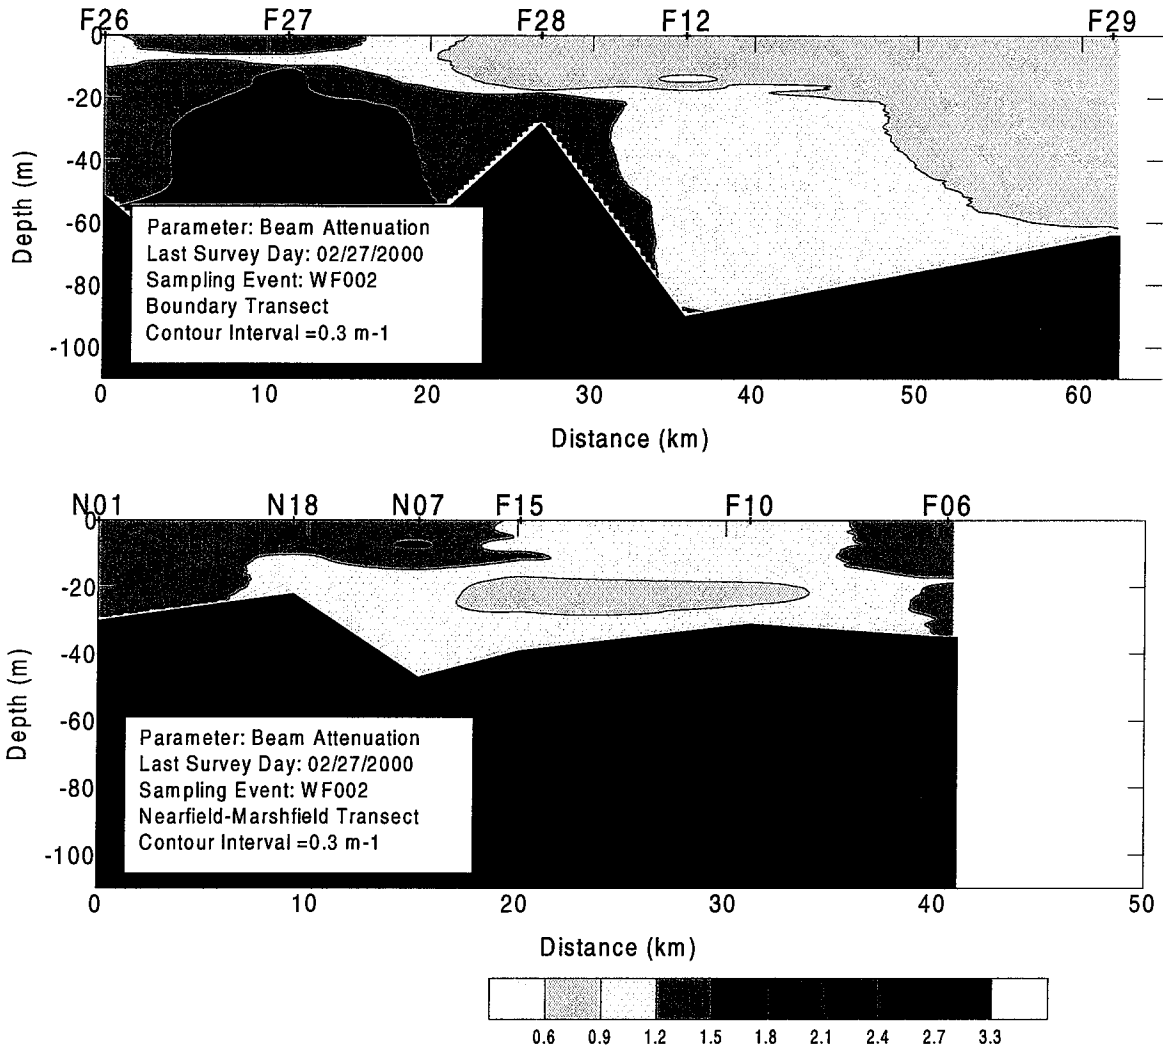 F26 F27 F28 F12 F29
0
-20
-40
-60
-80
-100
Depth (m)
Parameter: Beam Attenuation
Last Survey Day: 02/27/2000
Sampling Event: WF002
Boundary Transect
Contour Interval =0.3 m-1
0 10 20 30 40 50 60
Distance (km)
N01 N18 N07 F15 F10 F06
0
-20
-40
-60
-80
-100
Depth (m)
Parameter: Beam Attenuation
Last Survey Day: 02/27/2000
Sampling Event: WF002
Nearfield-Marshfield Transect
Contour Interval =0.3 m-1
0 10 20 30 40 50
Distance (km)
0.6 0.9 1.2 1.5 1.8 2.1 2.4 2.7 3.3